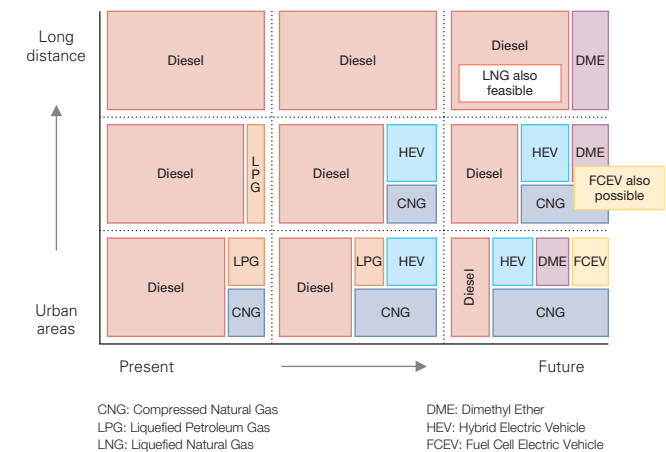 Long
distance
Diesel
Diesel
Diesel
LNG also
feasible
DME
Diesel
L
P
G
Diesel
HEV
CNG
Diesel
HEV
DME
CNG
FCEV also
possible
Urban
areas
Diesel
LPG
CNG
Diesel
LPG
HEV
CNG
Diesel
HEV
DME
FCEV
CNG
Present
Future
CNG: Compressed Natural Gas
LPG: Liquefied Petroleum Gas
LNG: Liquefied Natural Gas
DME: Dimethyl Ether
HEV: Hybrid Electric Vehicle
FCEV: Fuel Cell Electric Vehicle